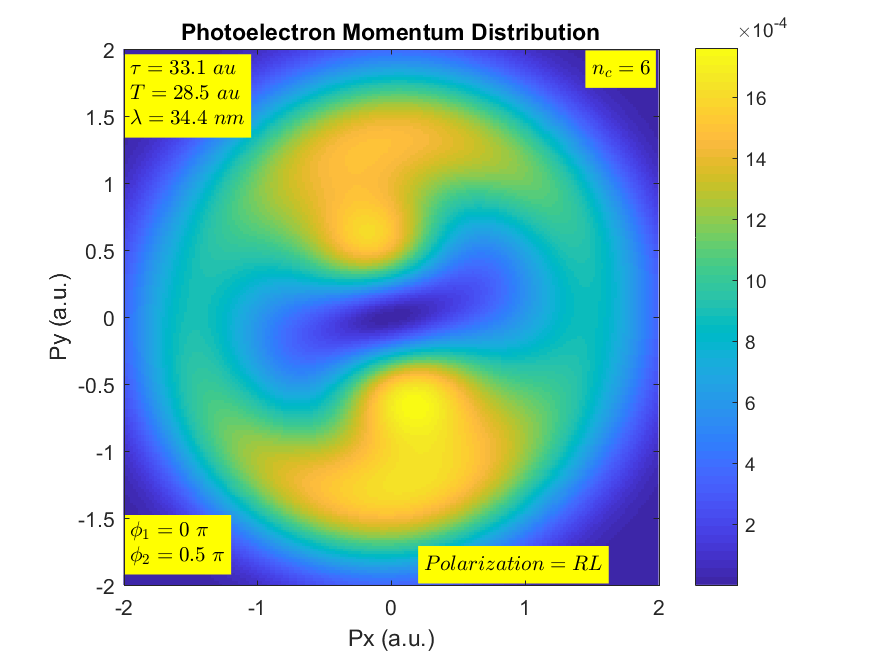 Photoelectron Momentum Distribution
×10⁻⁴
τ = 33.1 au
T = 28.5 au
λ = 34.4 nm
n_c = 6
2
1.5
1
0.5
0
-0.5
-1
-1.5
-2
Py (a.u.)
ϕ₁ = 0 π
ϕ₂ = 0.5 π
Polarization = RL
-2 -1 0 1 2
Px (a.u.)
16
14
12
10
8
6
4
2